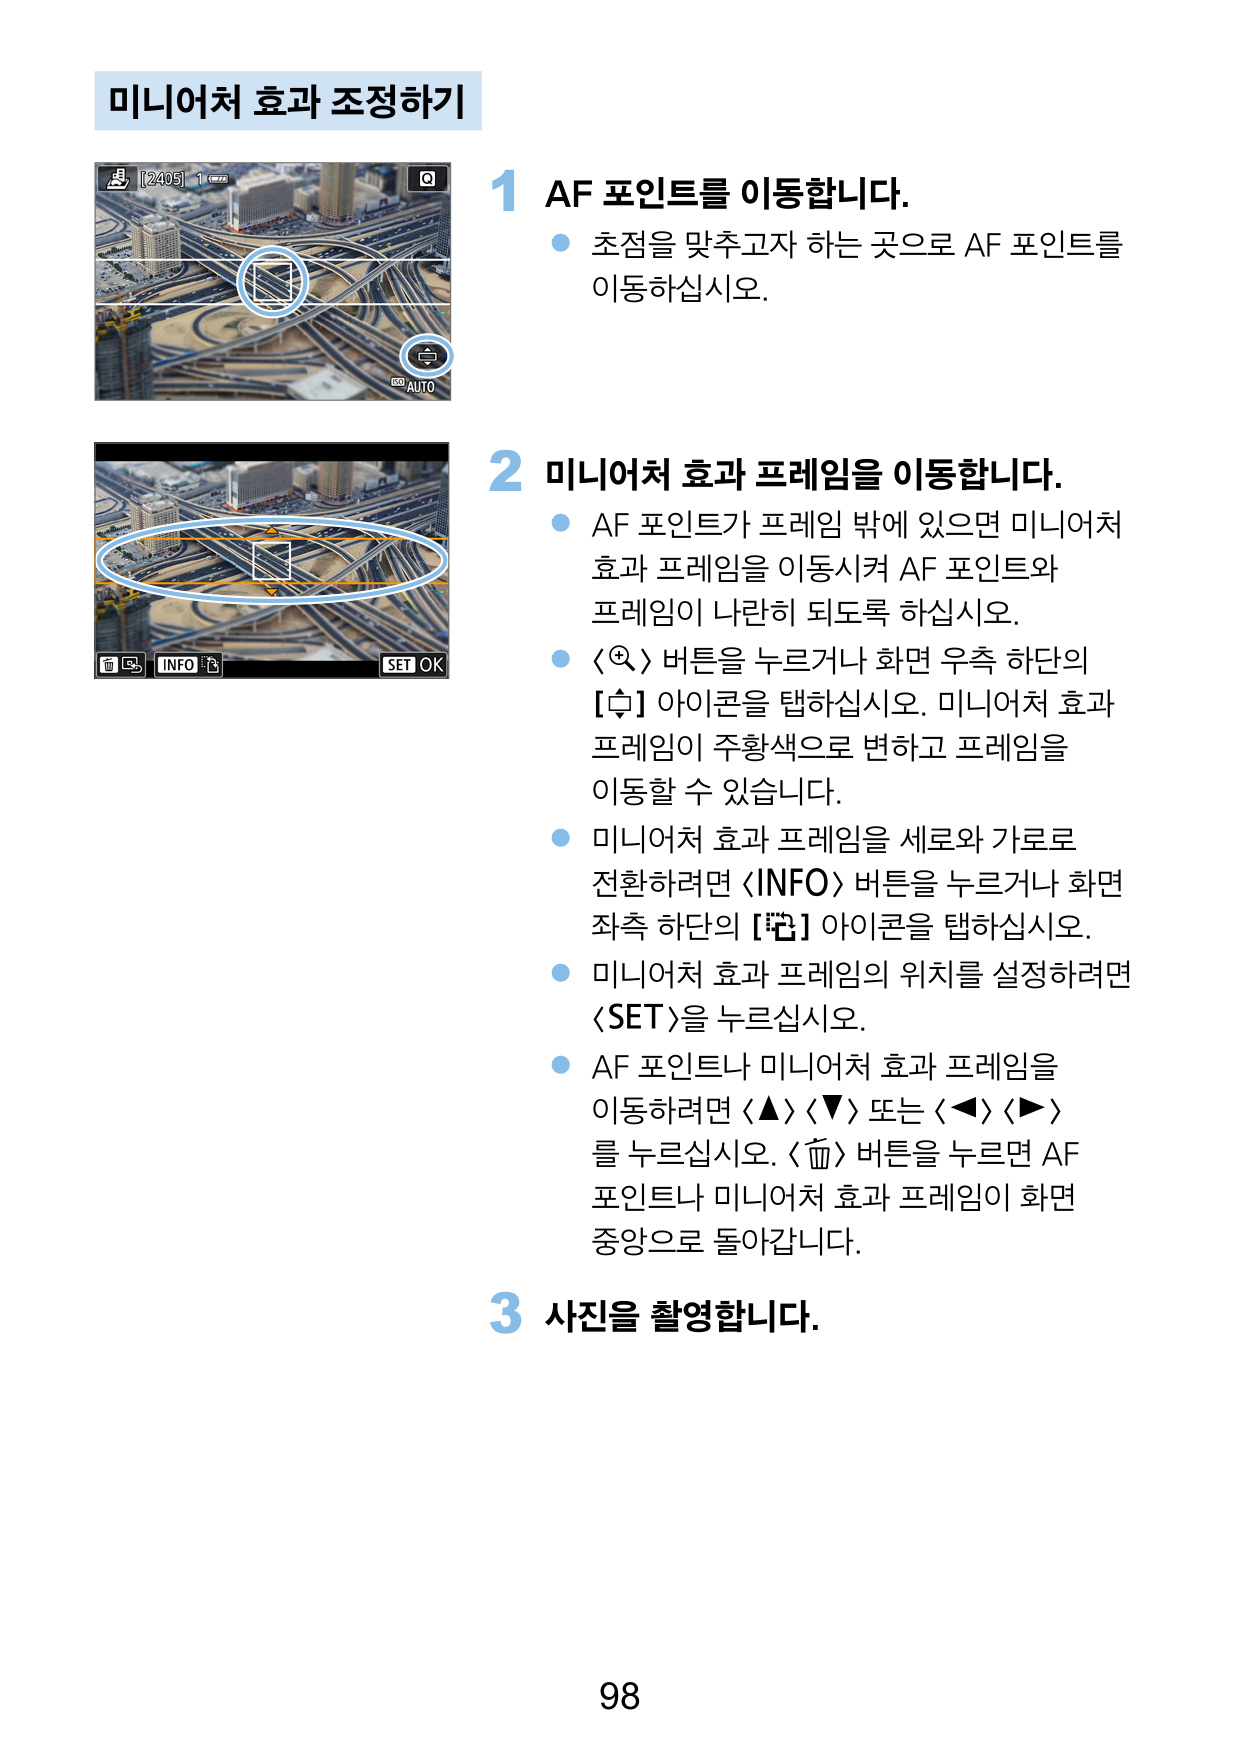 미니어처 효과 조정하기
[2405] 1
Q
ISO AUTO
1 AF 포인트를 이동합니다.
● 초점을 맞추고자 하는 곳으로 AF 포인트를
이동하십시오.
INFO
SET OK
2 미니어처 효과 프레임을 이동합니다.
● AF 포인트가 프레임 밖에 있으면 미니어처
효과 프레임을 이동시켜 AF 포인트와
프레임이 나란히 되도록 하십시오.
● 〈🔍〉 버튼을 누르거나 화면 우측 하단의
[ ] 아이콘을 탭하십시오. 미니어처 효과
프레임이 주황색으로 변하고 프레임을
이동할 수 있습니다.
● 미니어처 효과 프레임을 세로와 가로로
전환하려면 〈INFO〉 버튼을 누르거나 화면
좌측 하단의 [ ] 아이콘을 탭하십시오.
● 미니어처 효과 프레임의 위치를 설정하려면
〈SET〉을 누르십시오.
● AF 포인트나 미니어처 효과 프레임을
이동하려면 〈▲〉〈▼〉 또는 〈◀〉〈▶〉
를 누르십시오. 〈🗑〉 버튼을 누르면 AF
포인트나 미니어처 효과 프레임이 화면
중앙으로 돌아갑니다.
3 사진을 촬영합니다.
98